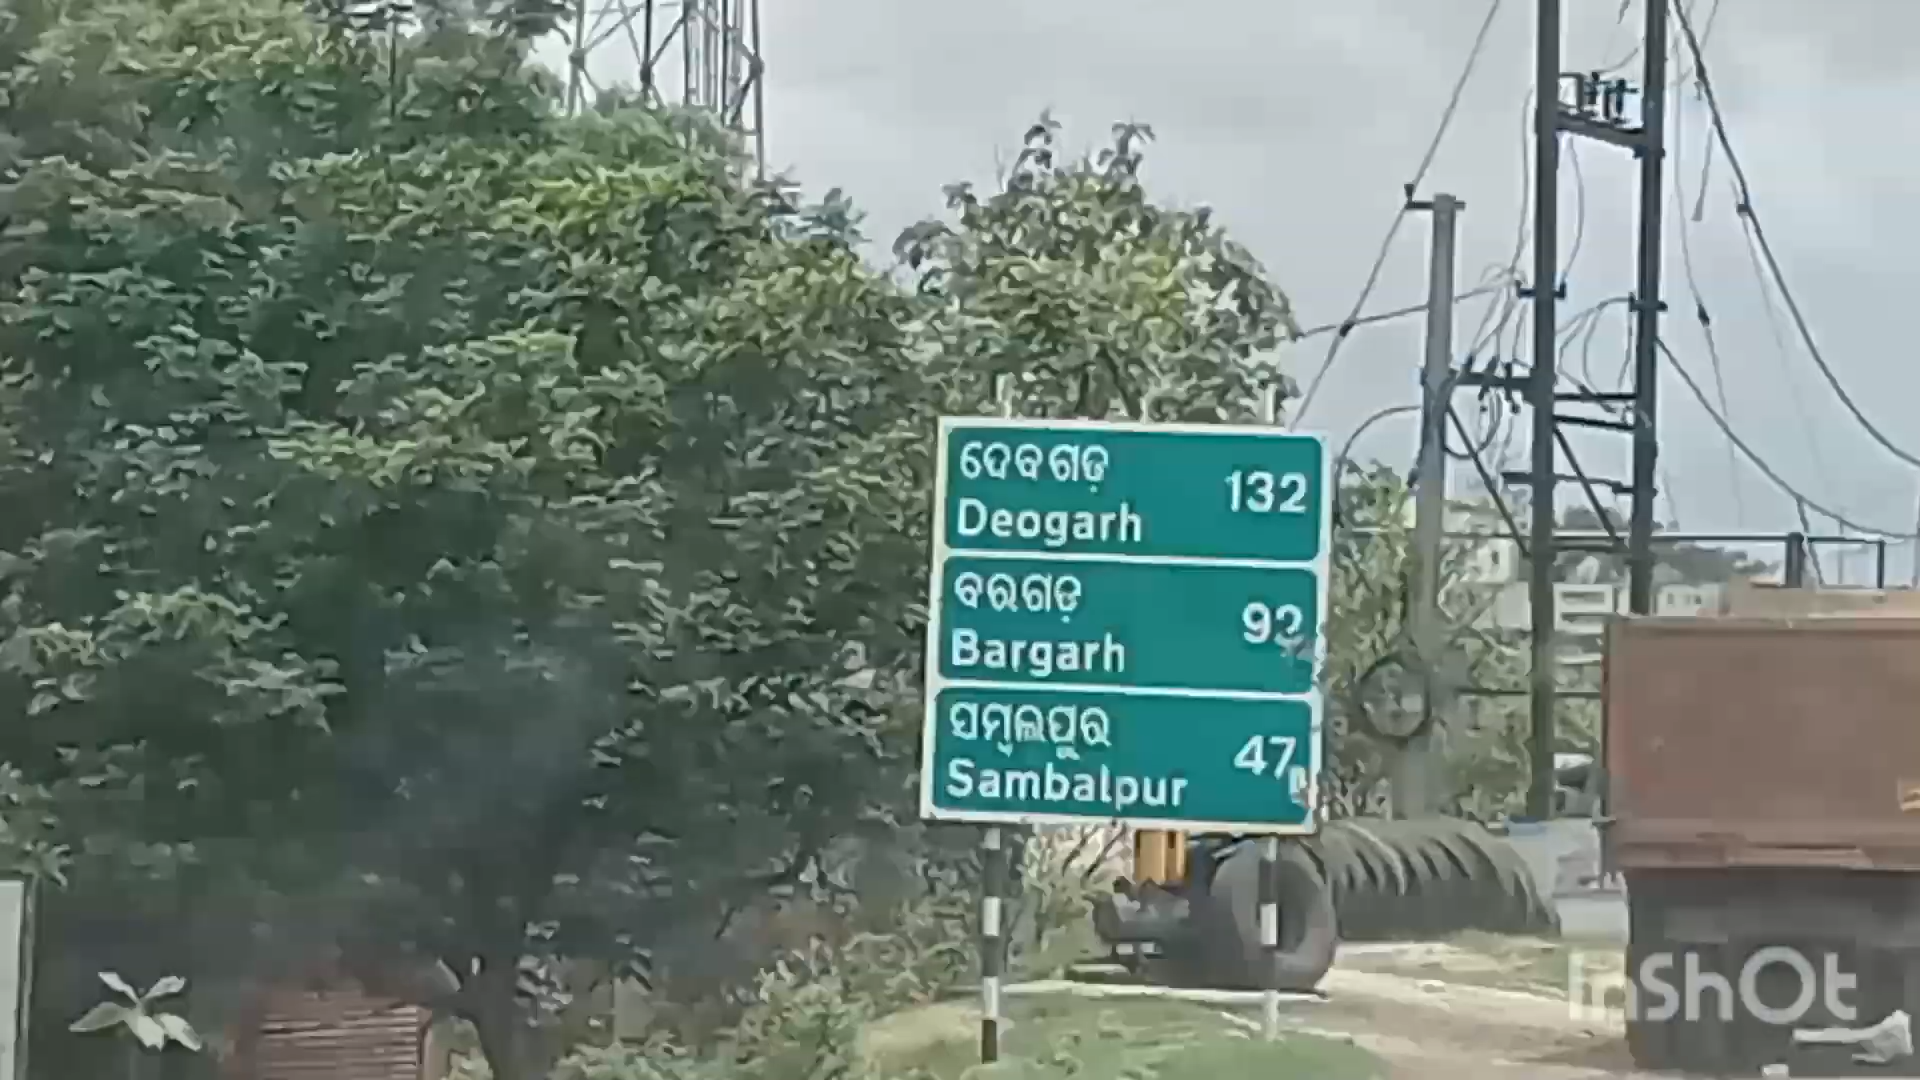 ଦେବଗଡ଼ 132
Deogarh
ବରଗଡ଼ 92
Bargarh
ସମ୍ବଲପୁର 47
Sambalpur
InShOt